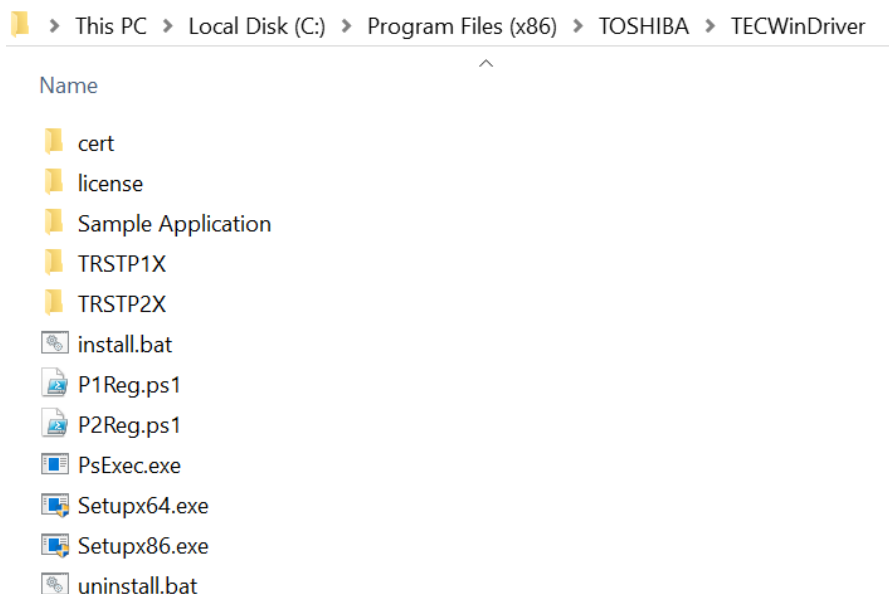 This PC > Local Disk (C:) > Program Files (x86) > TOSHIBA > TECWinDriver
Name
cert
license
Sample Application
TRSTP1X
TRSTP2X
install.bat
P1Reg.ps1
P2Reg.ps1
PsExec.exe
Setupx64.exe
Setupx86.exe
uninstall.bat